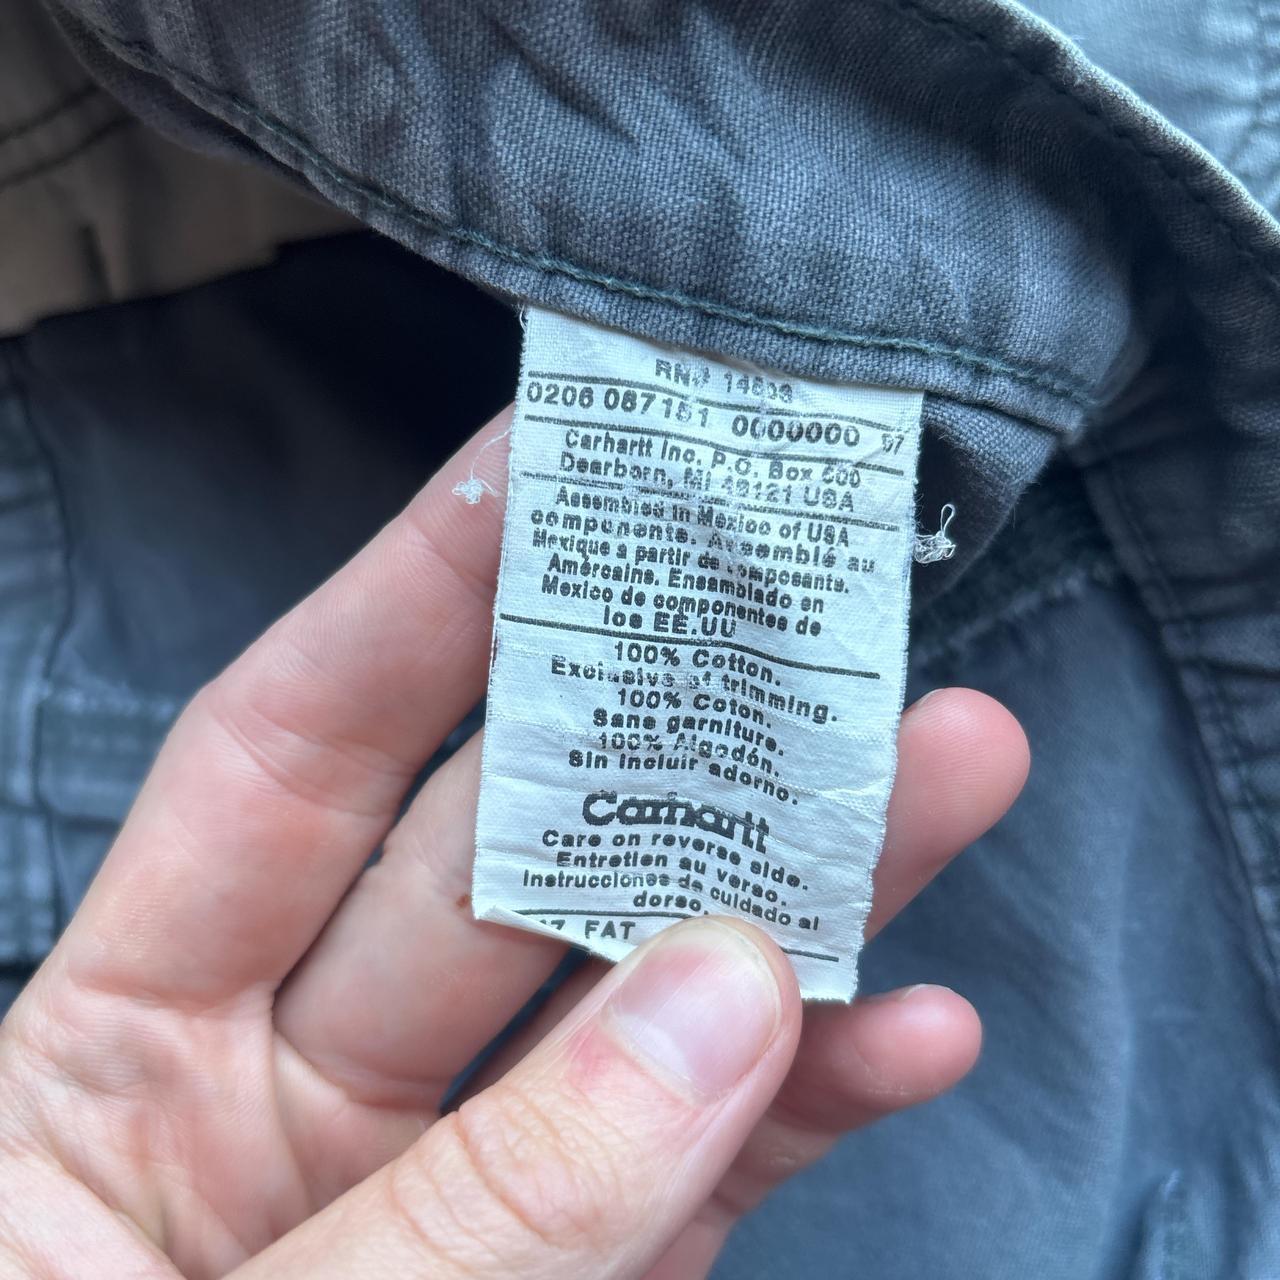 RN# 14806
0206 087151 0000000 97
Carhartt Inc. P.O. Box 600
Dearborn, MI 48121 USA
Assembled in Mexico of USA
components. Assemblé au
Mexique a partir de composants.
Amércains. Ensamblado en
Mexico de componentes de
los EE.UU
100% Cotton.
Exclusive of trimming.
100% Coton.
Sans garniture.
100% Algodón.
Sin incluir adorno.
Carhartt
Care on reverse side.
Entretien au verso.
Instrucciones de cuidado al
dorso.
FAT